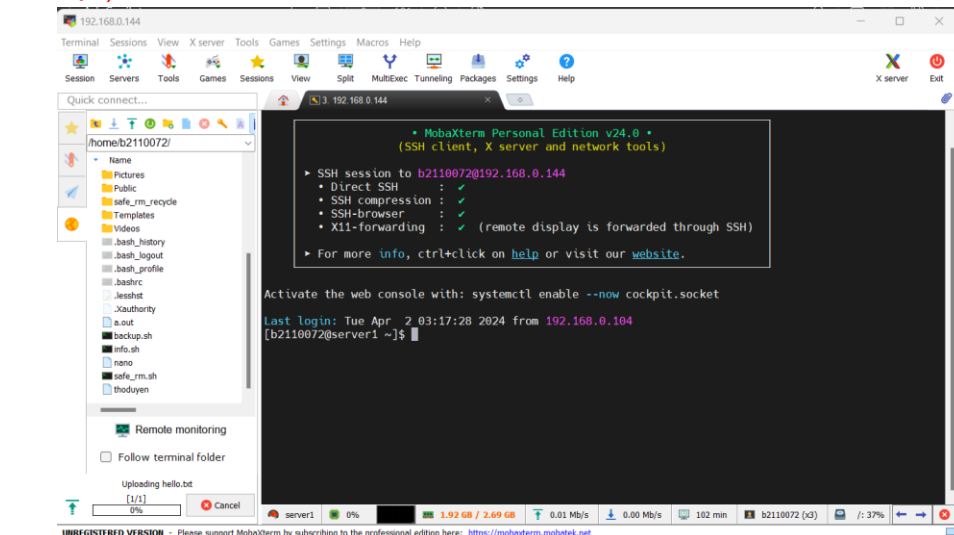 192.168.0.144
Terminal Sessions View X server Tools Games Settings Macros Help
Session Servers Tools Games Sessions View Split MultiExec Tunneling Packages Settings Help X server Exit
Quick connect...
3. 192.168.0.144
/home/b2110072/
Name
Pictures
Public
safe_rm_recycle
Templates
Videos
.bash_history
.bash_logout
.bash_profile
.bashrc
.lesshst
.Xauthority
a.out
backup.sh
info.sh
nano
safe_rm.sh
thoduyen
Remote monitoring
Follow terminal folder
Uploading hello.txt
[1/1]
0%
Cancel
• MobaXterm Personal Edition v24.0 •
(SSH client, X server and network tools)
► SSH session to b2110072@192.168.0.144
• Direct SSH : ✔
• SSH compression : ✔
• SSH-browser : ✔
• X11-forwarding : ✔ (remote display is forwarded through SSH)
► For more info, ctrl+click on help or visit our website.
Activate the web console with: systemctl enable --now cockpit.socket
Last login: Tue Apr 2 03:17:28 2024 from 192.168.0.104
[b2110072@server1 ~]$
server1 0% 1.92 GB / 2.69 GB 0.01 Mb/s 0.00 Mb/s 102 min b2110072 (x3) /: 37%
UNREGISTERED VERSION - Please support MobaXterm by subscribing to the professional edition here: https://mobaxterm.mobatek.net